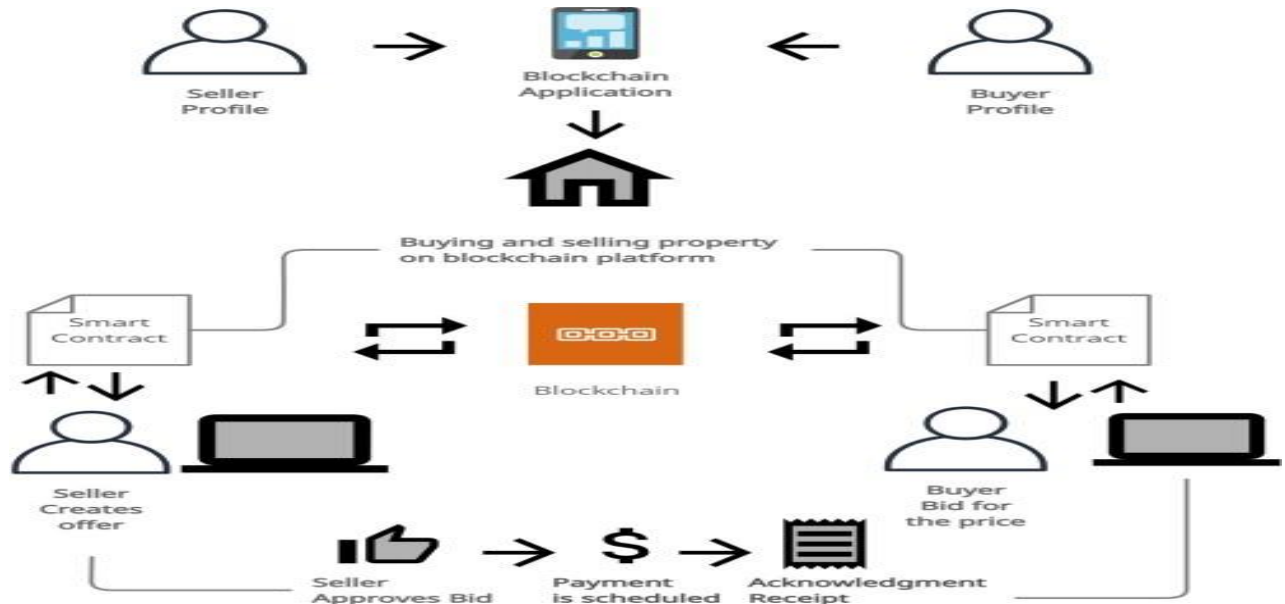 Seller
Profile
Blockchain
Application
Buyer
Profile
Buying and selling property
on blockchain platform
Smart
Contract
Smart
Contract
Blockchain
Seller
Creates
offer
Buyer
Bid for
the price
$
Seller
Approves Bid
Payment
is scheduled
Acknowledgment
Receipt